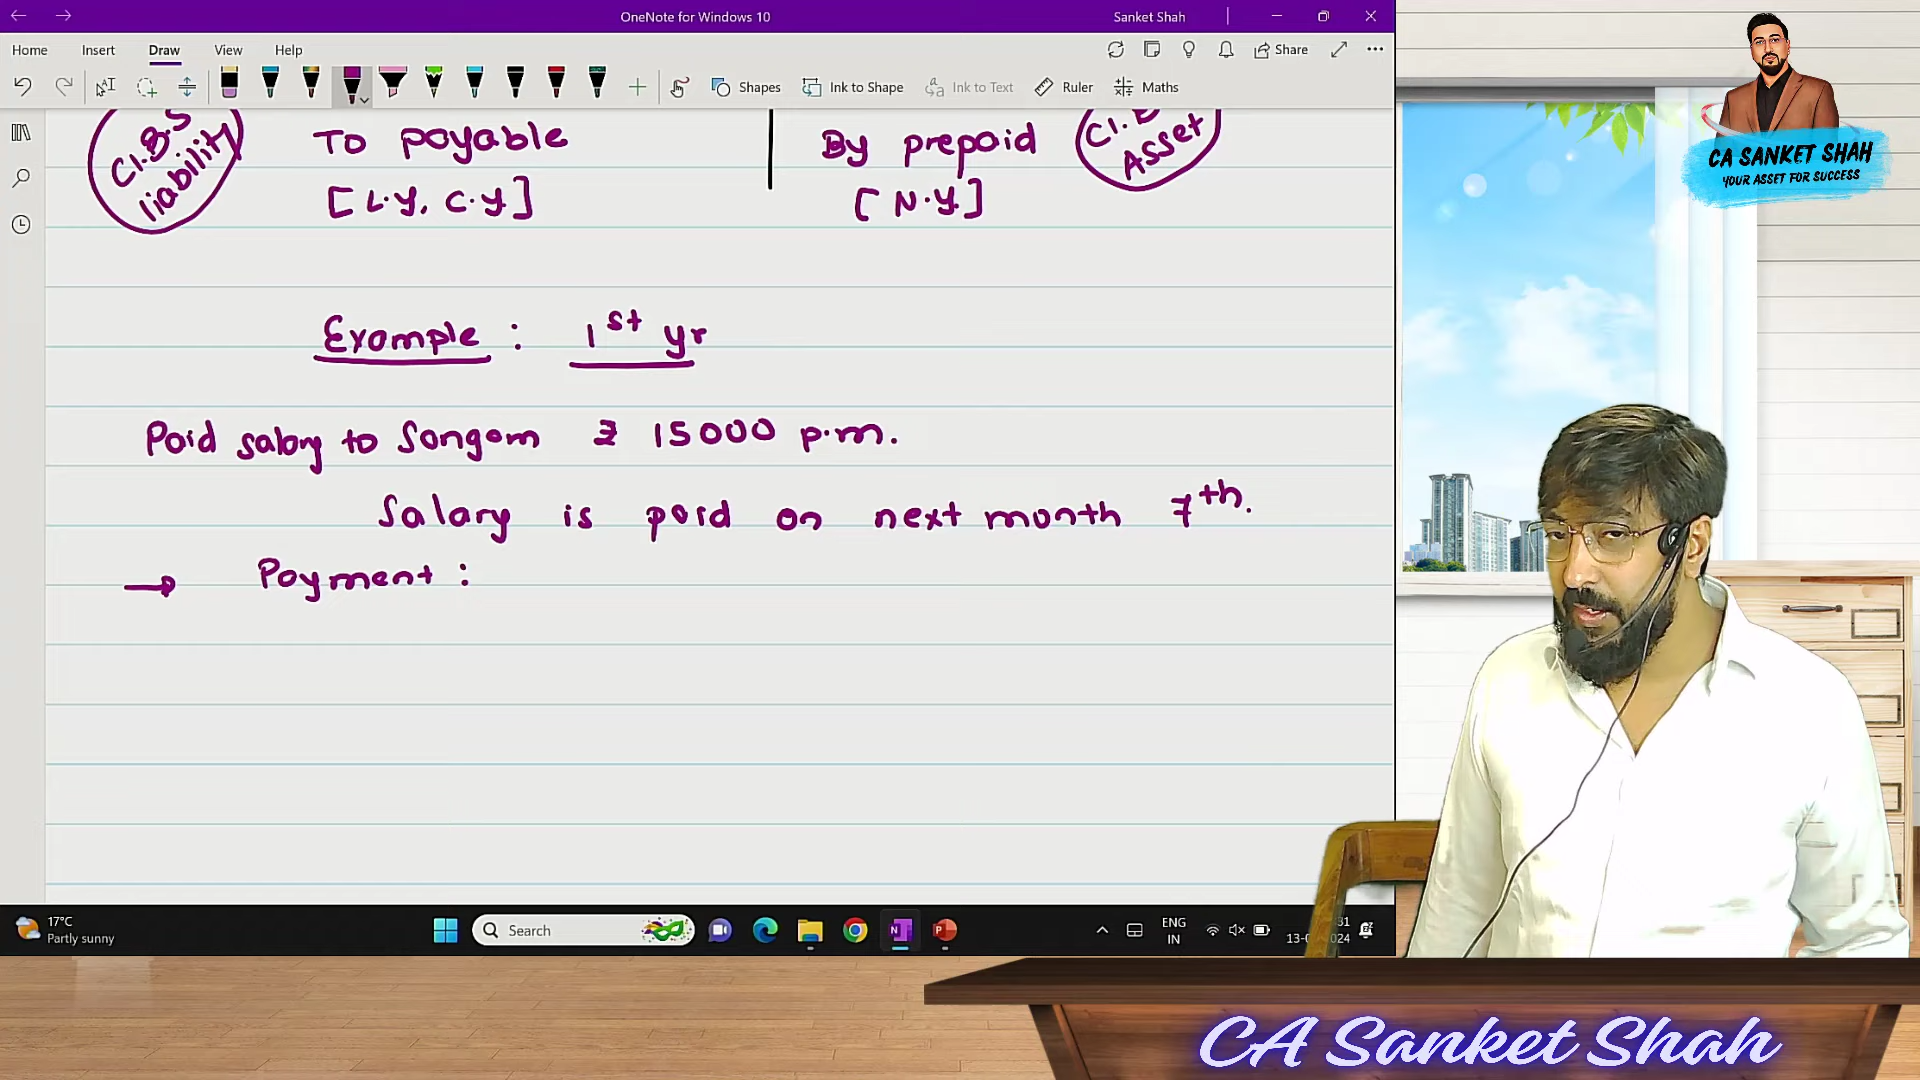 OneNote for Windows 10
Sanket Shah
Home Insert Draw View Help
Share
Shapes Ink to Shape Ink to Text Ruler Maths
Cl.B.S liability
To payable
[L.Y, C.Y]
By prepaid
[N.Y]
Asset
Example : 1st yr
Paid salary to Sangam ₹ 15000 p.m.
Salary is paid on next month 7th.
→ Payment :
CA SANKET SHAH
YOUR ASSET FOR SUCCESS
17°C
Partly sunny
Search
ENG
IN
CA Sanket Shah